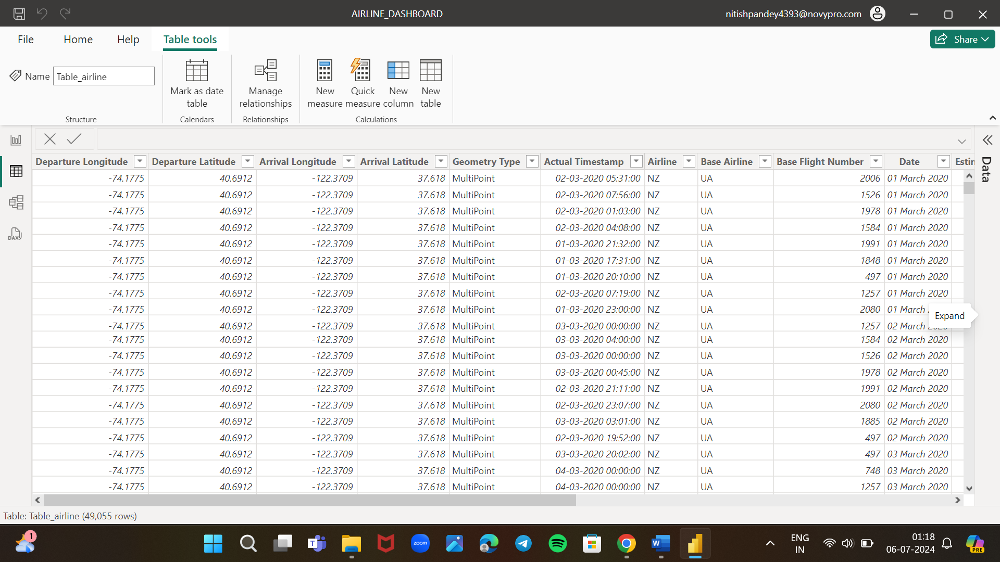 AIRLINE_DASHBOARD
nitishpandey4393@novypro.com
File Home Help Table tools
Share
Name Table_airline
Mark as date table
Manage relationships
New measure
Quick measure
New column
New table
Structure Calendars Relationships Calculations
Data
Departure Longitude Departure Latitude Arrival Longitude Arrival Latitude Geometry Type Actual Timestamp Airline Base Airline Base Flight Number Date Estin
-74.1775 40.6912 -122.3709 37.618 MultiPoint 02-03-2020 05:31:00 NZ UA 2006 01 March 2020
-74.1775 40.6912 -122.3709 37.618 MultiPoint 02-03-2020 07:56:00 NZ UA 1526 01 March 2020
-74.1775 40.6912 -122.3709 37.618 MultiPoint 02-03-2020 01:03:00 NZ UA 1978 01 March 2020
-74.1775 40.6912 -122.3709 37.618 MultiPoint 02-03-2020 04:08:00 NZ UA 1584 01 March 2020
-74.1775 40.6912 -122.3709 37.618 MultiPoint 01-03-2020 21:32:00 NZ UA 1991 01 March 2020
-74.1775 40.6912 -122.3709 37.618 MultiPoint 01-03-2020 17:31:00 NZ UA 1848 01 March 2020
-74.1775 40.6912 -122.3709 37.618 MultiPoint 01-03-2020 20:10:00 NZ UA 497 01 March 2020
-74.1775 40.6912 -122.3709 37.618 MultiPoint 02-03-2020 07:19:00 NZ UA 1257 01 March 2020
-74.1775 40.6912 -122.3709 37.618 MultiPoint 01-03-2020 23:00:00 NZ UA 2080 01 March
Expand
-74.1775 40.6912 -122.3709 37.618 MultiPoint 03-03-2020 00:00:00 NZ UA 1257 02 March 2020
-74.1775 40.6912 -122.3709 37.618 MultiPoint 03-03-2020 04:00:00 NZ UA 1584 02 March 2020
-74.1775 40.6912 -122.3709 37.618 MultiPoint 03-03-2020 00:00:00 NZ UA 1526 02 March 2020
-74.1775 40.6912 -122.3709 37.618 MultiPoint 03-03-2020 00:45:00 NZ UA 1978 02 March 2020
-74.1775 40.6912 -122.3709 37.618 MultiPoint 02-03-2020 21:11:00 NZ UA 1991 02 March 2020
-74.1775 40.6912 -122.3709 37.618 MultiPoint 02-03-2020 23:07:00 NZ UA 2080 02 March 2020
-74.1775 40.6912 -122.3709 37.618 MultiPoint 03-03-2020 03:01:00 NZ UA 1885 02 March 2020
-74.1775 40.6912 -122.3709 37.618 MultiPoint 02-03-2020 19:52:00 NZ UA 497 02 March 2020
-74.1775 40.6912 -122.3709 37.618 MultiPoint 03-03-2020 20:02:00 NZ UA 497 03 March 2020
-74.1775 40.6912 -122.3709 37.618 MultiPoint 04-03-2020 00:00:00 NZ UA 748 03 March 2020
-74.1775 40.6912 -122.3709 37.618 MultiPoint 04-03-2020 00:00:00 NZ UA 1257 03 March 2020
DAX
Table: Table_airline (49,055 rows)
1
T
zoom
W
ENG
IN
01:18
06-07-2024
PRE